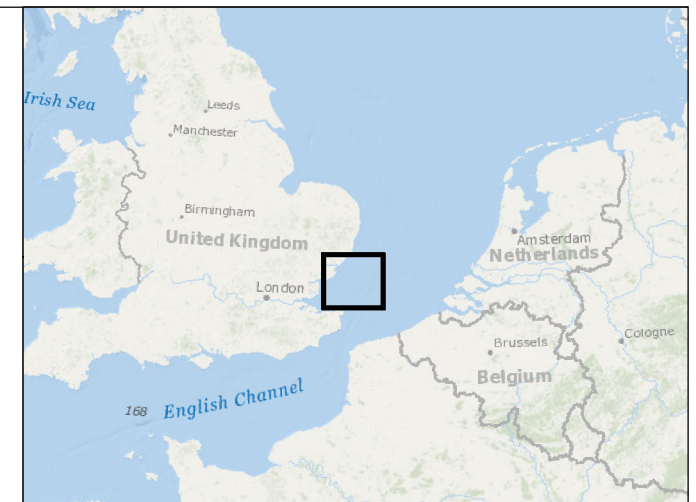 Irish Sea
Leeds
Manchester
Birmingham
United Kingdom
London
Amsterdam
Netherlands
Brussels
Cologne
Belgium
168
English Channel